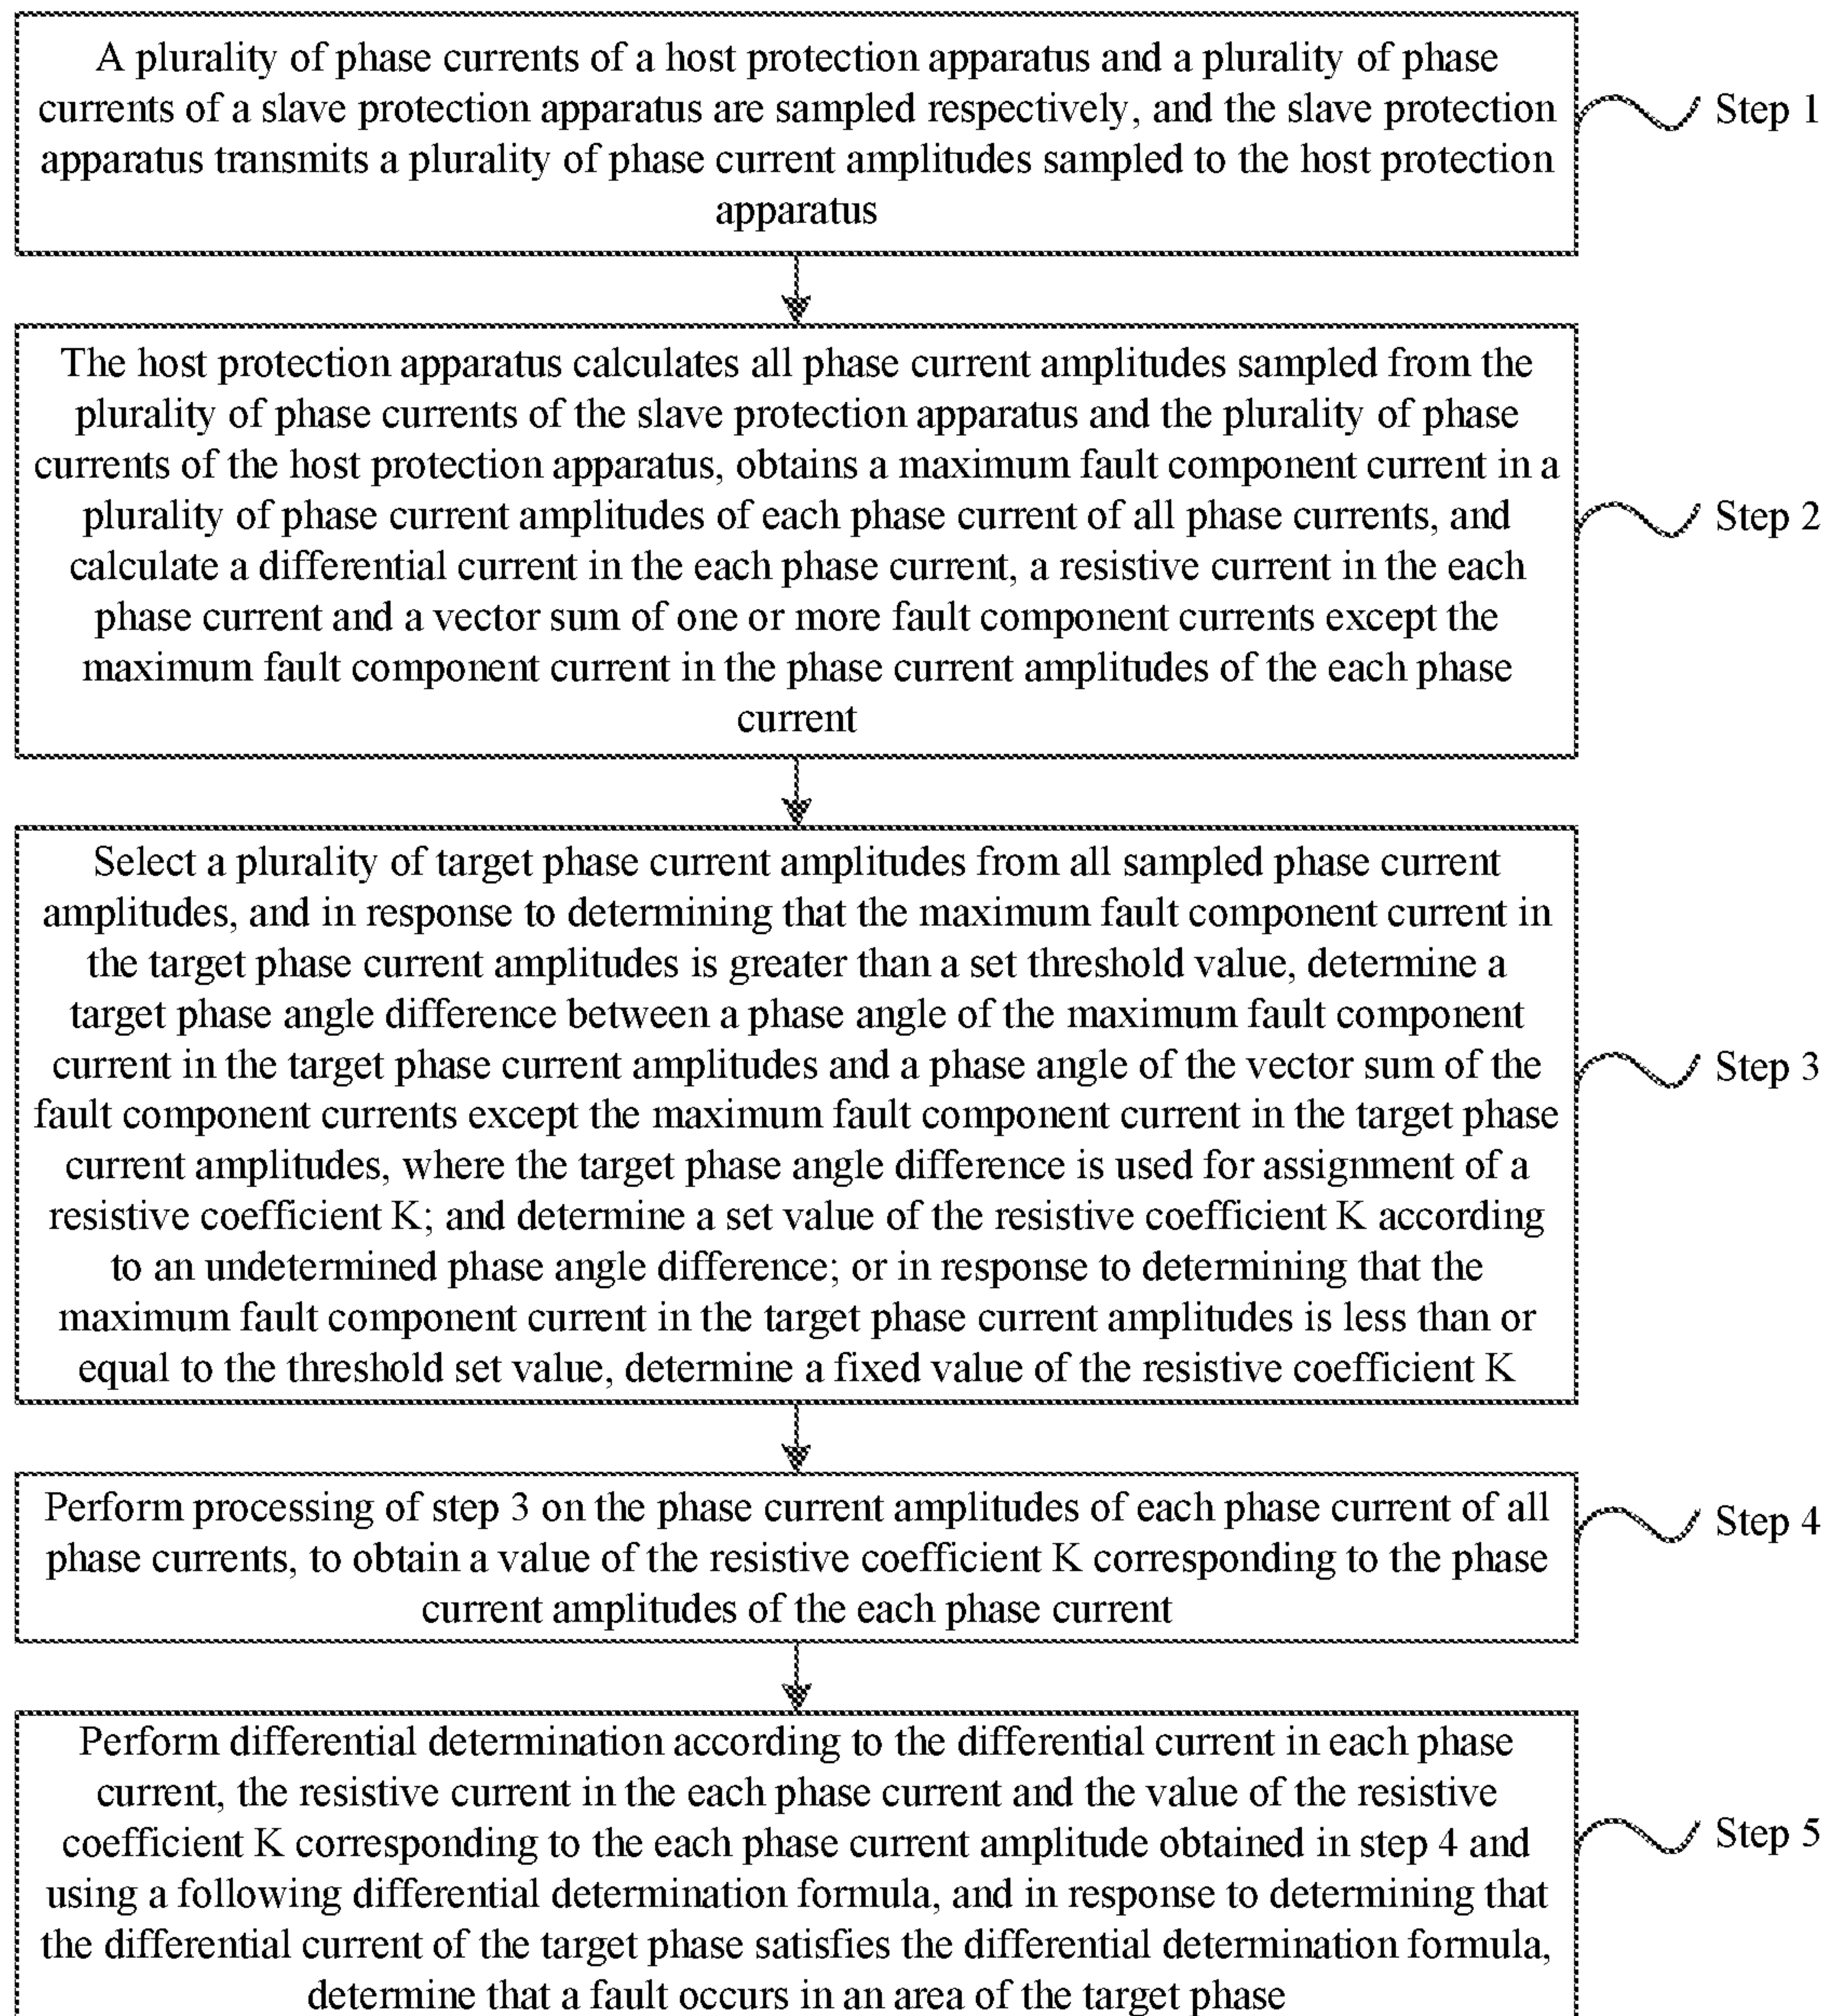 A plurality of phase currents of a host protection apparatus and a plurality of phase
currents of a slave protection apparatus are sampled respectively, and the slave protection
apparatus transmits a plurality of phase current amplitudes sampled to the host protection
apparatus
Step 1
The host protection apparatus calculates all phase current amplitudes sampled from the
plurality of phase currents of the slave protection apparatus and the plurality of phase
currents of the host protection apparatus, obtains a maximum fault component current in a
plurality of phase current amplitudes of each phase current of all phase currents, and
calculate a differential current in the each phase current, a resistive current in the each
phase current and a vector sum of one or more fault component currents except the
maximum fault component current in the phase current amplitudes of the each phase
current
Step 2
Select a plurality of target phase current amplitudes from all sampled phase current
amplitudes, and in response to determining that the maximum fault component current in
the target phase current amplitudes is greater than a set threshold value, determine a
target phase angle difference between a phase angle of the maximum fault component
current in the target phase current amplitudes and a phase angle of the vector sum of the
fault component currents except the maximum fault component current in the target phase
current amplitudes, where the target phase angle difference is used for assignment of a
resistive coefficient K; and determine a set value of the resistive coefficient K according
to an undetermined phase angle difference; or in response to determining that the
maximum fault component current in the target phase current amplitudes is less than or
equal to the threshold set value, determine a fixed value of the resistive coefficient K
Step 3
Perform processing of step 3 on the phase current amplitudes of each phase current of all
phase currents, to obtain a value of the resistive coefficient K corresponding to the phase
current amplitudes of the each phase current
Step 4
Perform differential determination according to the differential current in each phase
current, the resistive current in the each phase current and the value of the resistive
coefficient K corresponding to the each phase current amplitude obtained in step 4 and
using a following differential determination formula, and in response to determining that
the differential current of the target phase satisfies the differential determination formula,
determine that a fault occurs in an area of the target phase
Step 5